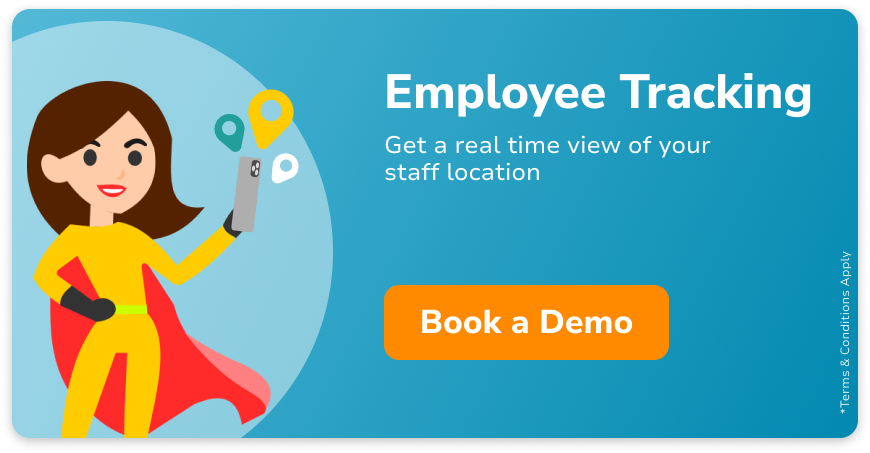 Employee Tracking
Get a real time view of your
staff location
Book a Demo
*Terms & Conditions Apply